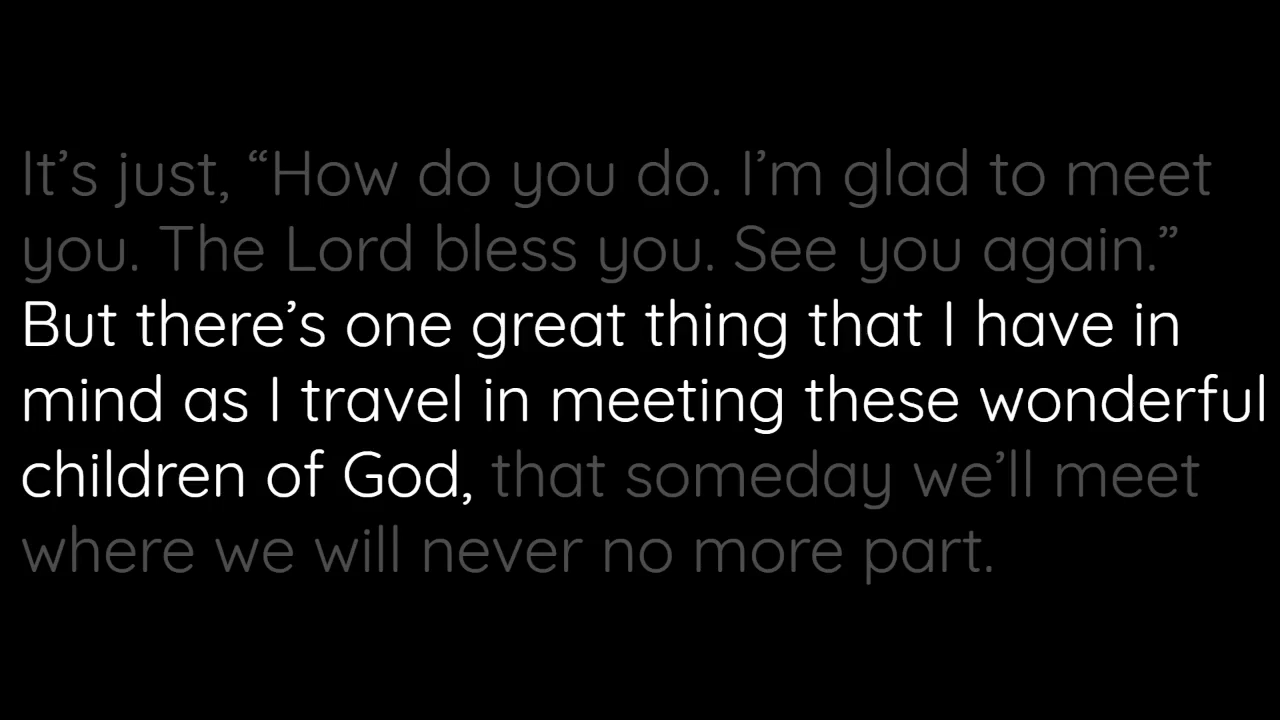 It’s just, “How do you do. I’m glad to meet
you. The Lord bless you. See you again.”
But there’s one great thing that I have in
mind as I travel in meeting these wonderful
children of God, that someday we’ll meet
where we will never no more part.